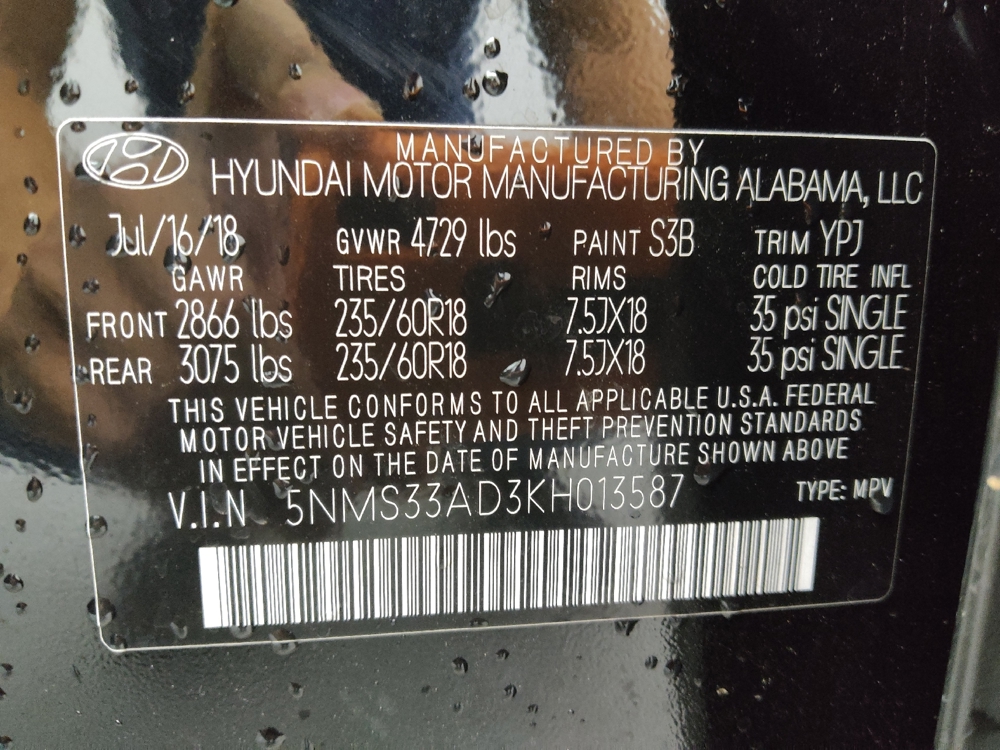 MANUFACTURED BY
HYUNDAI MOTOR MANUFACTURING ALABAMA, LLC
Jul/16/18 GVWR 4729 lbs PAINT S3B TRIM YPJ
GAWR TIRES RIMS COLD TIRE INFL
FRONT 2866 lbs 235/60R18 7.5JX18 35 psi SINGLE
REAR 3075 lbs 235/60R18 7.5JX18 35 psi SINGLE
THIS VEHICLE CONFORMS TO ALL APPLICABLE U.S.A. FEDERAL
MOTOR VEHICLE SAFETY AND THEFT PREVENTION STANDARDS
IN EFFECT ON THE DATE OF MANUFACTURE SHOWN ABOVE
V.I.N 5NMS33AD3KH013587 TYPE: MPV